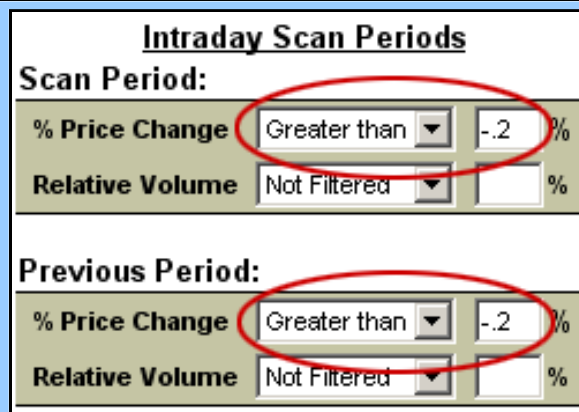 Intraday Scan Periods
Scan Period:
% Price Change Greater than -.2 %
Relative Volume Not Filtered %
Previous Period:
% Price Change Greater than -.2 %
Relative Volume Not Filtered %